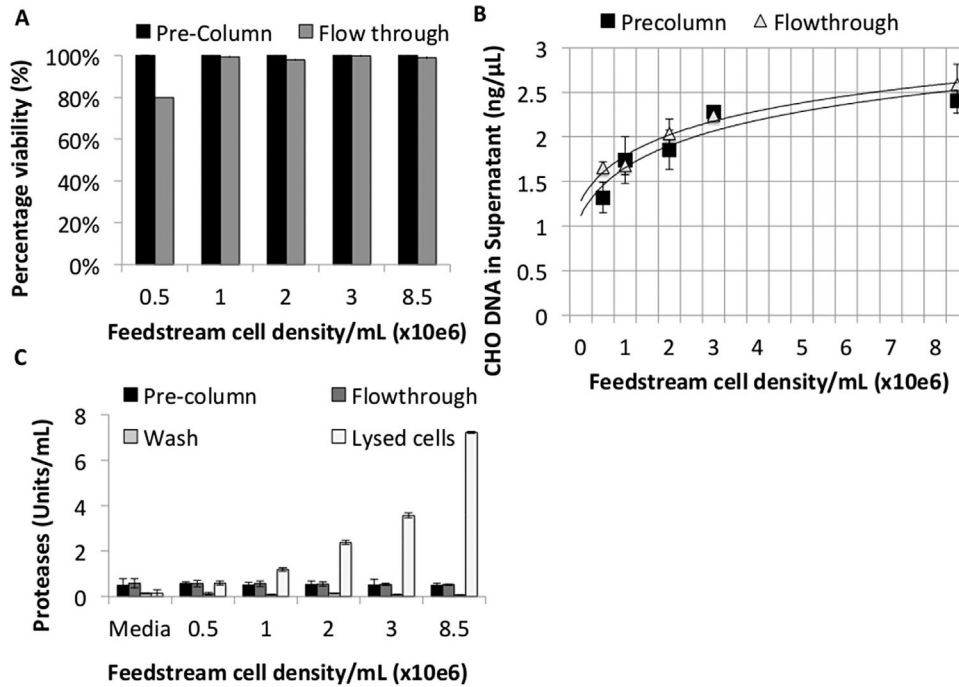 A
Pre-Column
Flow through
Percentage viability (%)
100%
80%
60%
40%
20%
0%
0.5 1 2 3 8.5
Feedstream cell density/mL (x10e6)
B
Precolumn
Flowthrough
CHO DNA in Supernatant (ng/µL)
3
2.5
2
1.5
1
0.5
0
0 1 2 3 4 5 6 7 8
Feedstream cell density/mL (x10e6)
C
Pre-column
Flowthrough
Wash
Lysed cells
Proteases (Units/mL)
8
6
4
2
0
Media 0.5 1 2 3 8.5
Feedstream cell density/mL (x10e6)